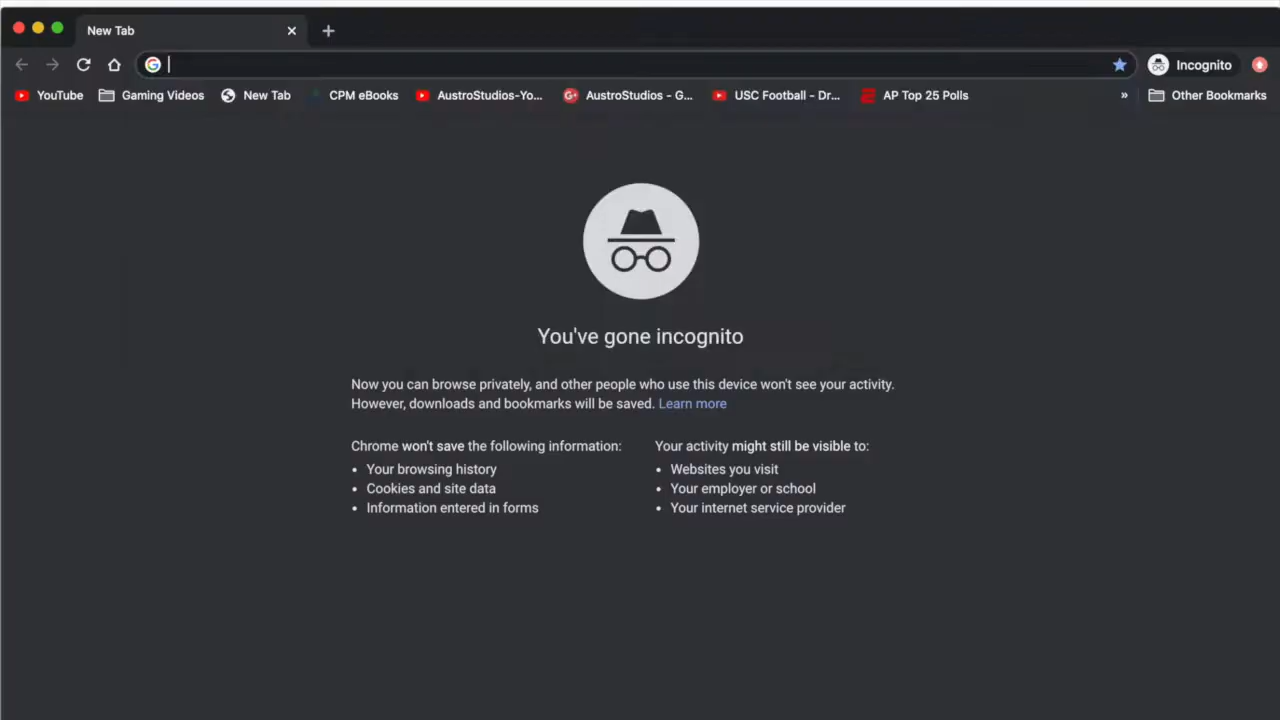 New Tab
Incognito
YouTube Gaming Videos New Tab CPM eBooks AustroStudios-Yo... AustroStudios - G... USC Football - Dr... AP Top 25 Polls » Other Bookmarks
You've gone incognito
Now you can browse privately, and other people who use this device won't see your activity.
However, downloads and bookmarks will be saved. Learn more
Chrome won't save the following information:
• Your browsing history
• Cookies and site data
• Information entered in forms
Your activity might still be visible to:
• Websites you visit
• Your employer or school
• Your internet service provider